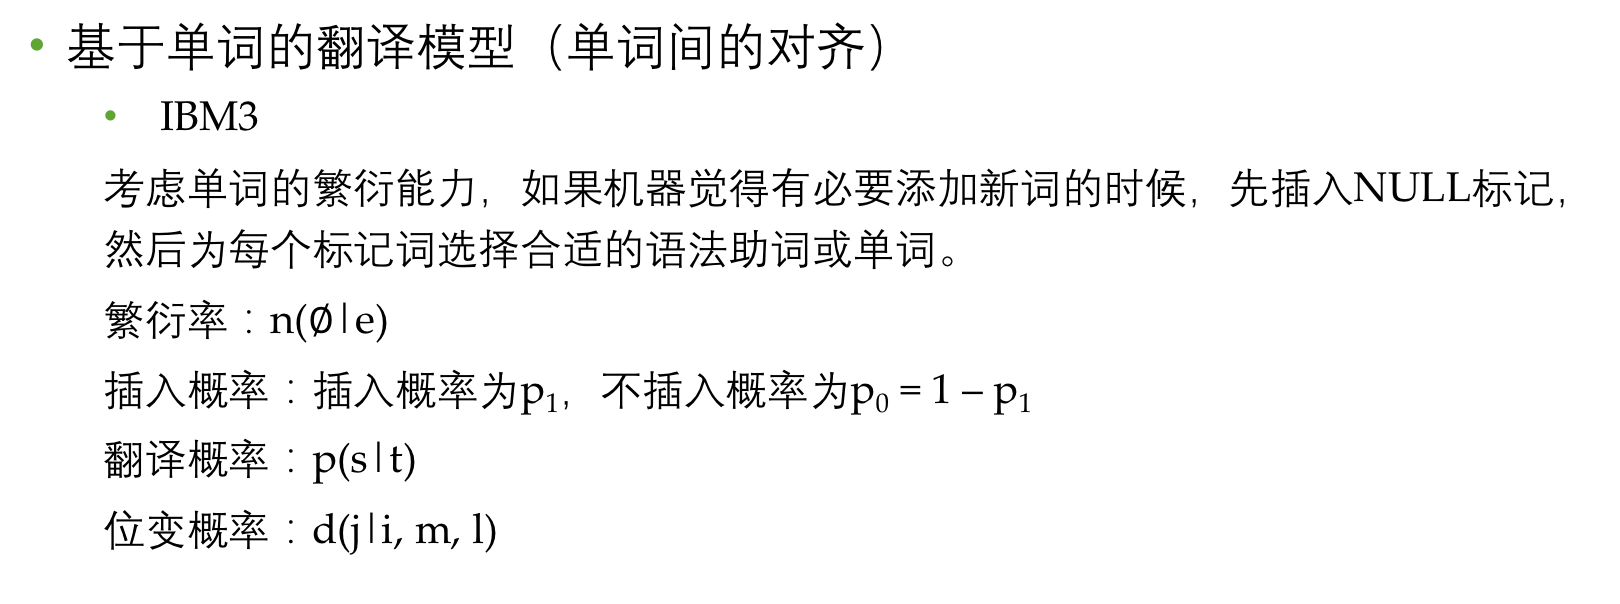 • 基于单词的翻译模型（单词间的对齐）
• IBM3
考虑单词的繁衍能力，如果机器觉得有必要添加新词的时候，先插入NULL标记，
然后为每个标记词选择合适的语法助词或单词。
繁衍率：n(∅|e)
插入概率：插入概率为p₁，不插入概率为p₀ = 1 – p₁
翻译概率：p(s|t)
位变概率：d(j|i, m, l)